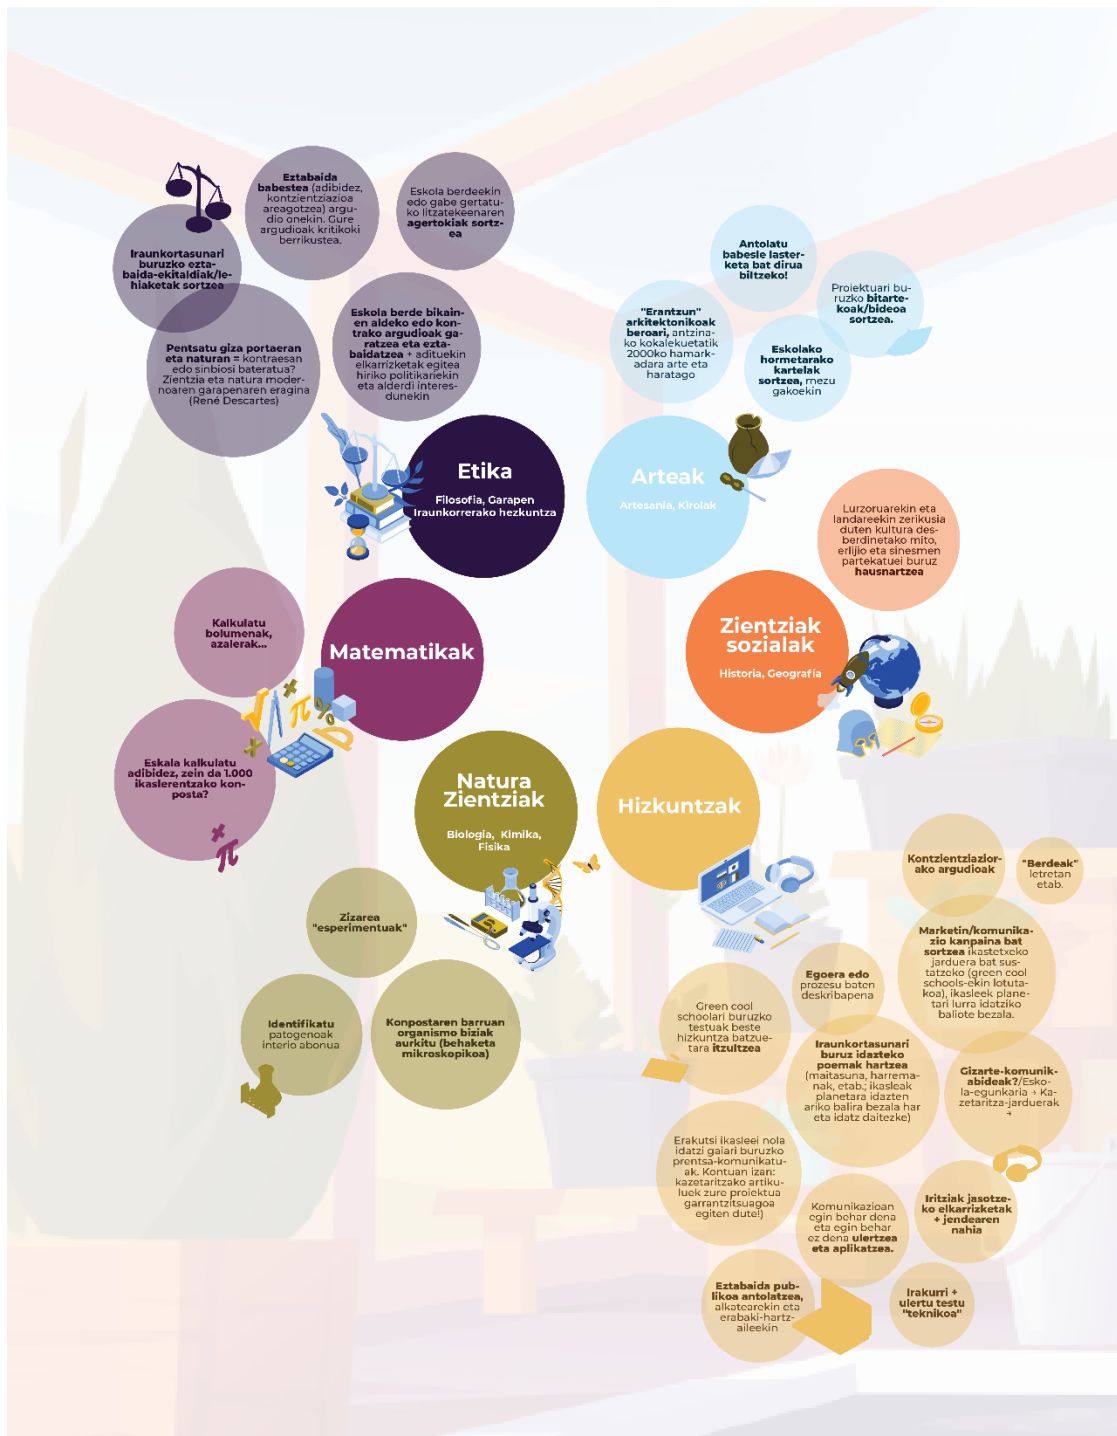 Eztabaida
babestea (adibidez,
kontzientziazioa
areagotzea) argu-
dio onekin. Gure
argudioak kritikoki
berrikustea.
Eskola berdeekin
edo gabe gertatu-
ko litzatekeenaren
agertokiak sortz-
ea
Iraunkortasunari
buruzko ezta-
baida-ekitaldiak/le-
hiaketak sortzea
Pentsatu giza portaeran
eta naturan = kontraesan
edo sinbiosi bateratua?
Zientzia eta natura moder-
noaren garapenaren eragina
(René Descartes)
Eskola berde bikain-
en aldeko edo kon-
trako argudioak ga-
ratzea eta ezta-
baidatzea + adituekin
elkarrizketak egitea
hiriko politikariekin
eta alderdi interes-
dunekin
Etika
Filosofia, Garapen
Iraunkorrerako hezkuntza
Antolatu
babesle laster-
keta bat dirua
biltzeko!
Proiektuari bu-
ruzko bitarte-
koak/bideoa
sortzea.
"Erantzun"
arkitektonikoak
beroari, antzina-
ko kokalekuetatik
2000ko hamark-
adara arte eta
haratago
Eskolako
hormetarako
kartelak
sortzea, mezu
gakoekin
Arteak
Artesania, Kirolak
Lurzoruarekin eta
landareekin zerikusia
duten kultura des-
berdinetako mito,
erlijio eta sinesmen
partekatuei buruz
hausnartzea
Zientziak
sozialak
Historia, Geografía
Kalkulatu
bolumenak,
azalerak...
Matematikak
Eskala kalkulatu
adibidez, zein da 1.000
ikaslerentzako kon-
posta?
Natura
Zientziak
Biologia, Kimika,
Fisika
Zizarea
"esperimentuak"
Identifikatu
patogenoak
interio abonua
Konpostaren barruan
organismo biziak
aurkitu (behaketa
mikroskopikoa)
Hizkuntzak
Kontzientziazior-
ako argudioak
"Berdeak"
letretan
etab.
Marketin/komunika-
zio kanpaina bat
sortzea ikastetxeko
jarduera bat sus-
tatzeko (green cool
schools-ekin lotuta-
koa), ikasleek plane-
tari lurra idatziko
baliote bezala.
Egoera edo
prozesu baten
deskribapena
Green cool
schoolari buruzko
testuak beste
hizkuntza batzue-
tara itzultzea
Iraunkortasunari
buruz idazteko
poemak hartzea
(maitasuna, harrema-
nak, etab.; ikasleak
planetara idazten
ariko balira bezala har
eta idatz daitezke)
Gizarte-komunik-
abideak?/Esko-
la-egunkaria → Ka-
zetaritza-jarduerak
→
Erakutsi ikasleei nola
idatzi gaiari buruzko
prentsa-komunikatu-
ak. Kontuan izan:
kazetaritzako artiku-
luek zure proiektua
garrantzitsuagoa
egiten dute!)
Komunikazioan
egin behar dena
eta egin behar
ez dena ulertzea
eta aplikatzea.
Iritziak jasotze-
ko elkarrizketak
+ jendearen
nahia
Eztabaida pub-
likoa antolatzea,
alkatearekin eta
erabaki-hartz-
aileekin
Irakurri +
ulertu testu
"teknikoa"